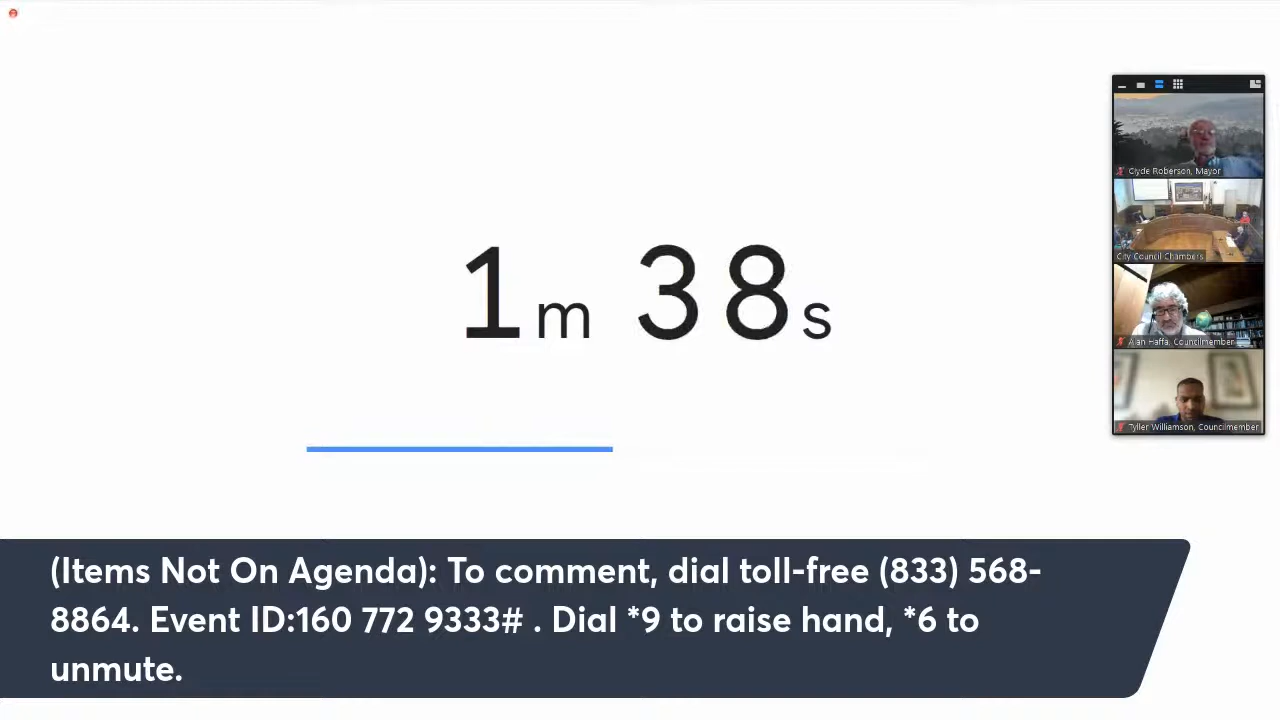 1m 38s
Clyde Roberson, Mayor
City Council Chambers
Alan Haffa, Councilmember
Tyller Williamson, Councilmember
(Items Not On Agenda): To comment, dial toll-free (833) 568-
8864. Event ID:160 772 9333# . Dial *9 to raise hand, *6 to
unmute.